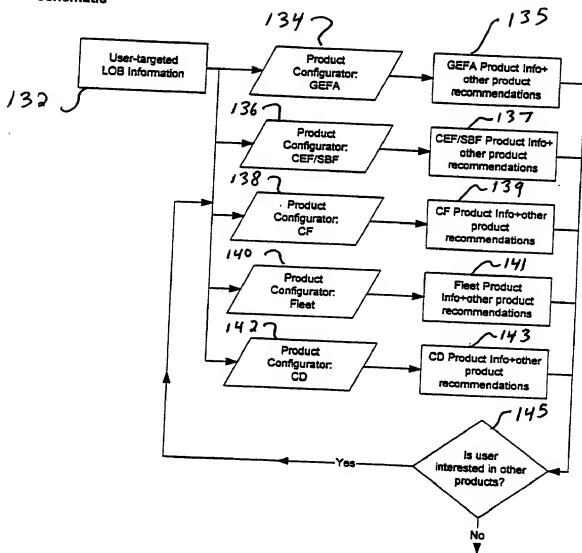 schematic
134
135
User-targeted
LOB Information
132
Product
Configurator:
GEFA
GEFA Product Info+
other product
recommendations
136
137
Product
Configurator:
CEF/SBF
CEF/SBF Product Info+
other product
recommendations
138
139
Product
Configurator:
CF
CF Product Info+other
product
recommendations
140
141
Product
Configurator:
Fleet
Fleet Product
Info+other product
recommendations
142
143
Product
Configurator:
CD
CD Product Info+other
product
recommendations
145
Is user
interested in other
products?
Yes
No